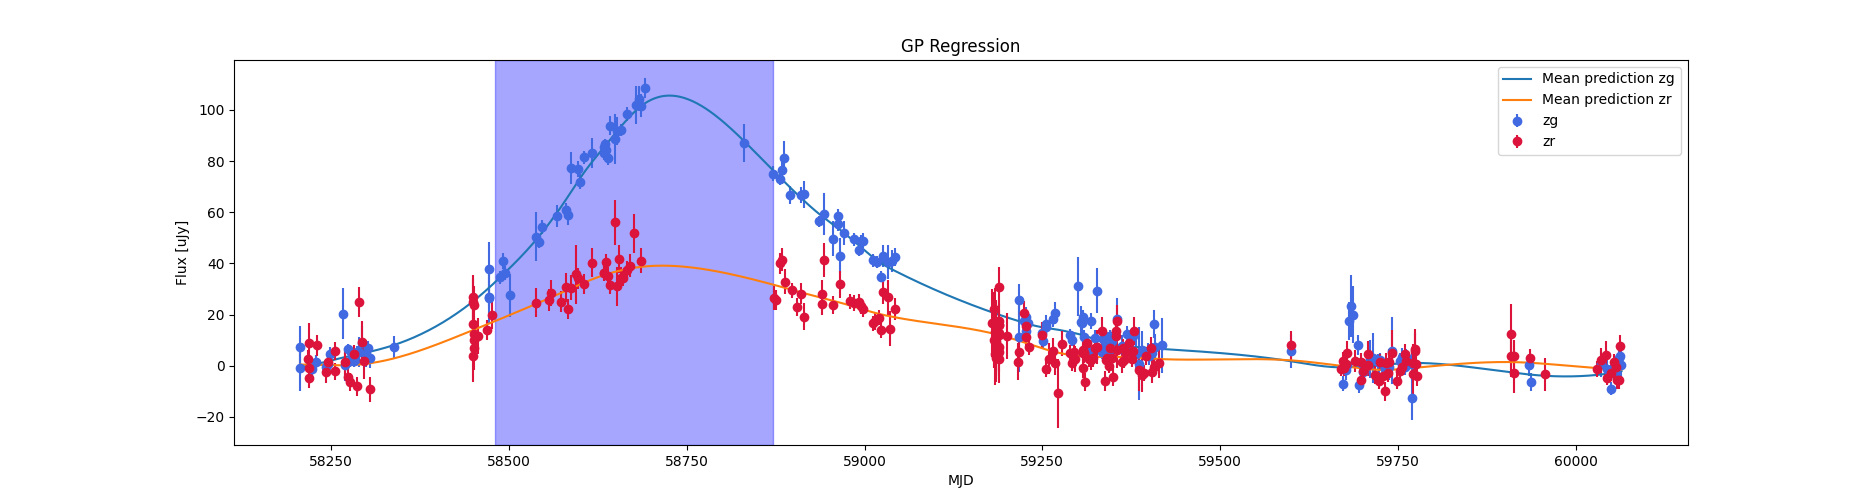 GP Regression
Flux [uJy]
100
80
60
40
20
0
−20
58250
58500
58750
59000
59250
59500
59750
60000
MJD
Mean prediction zg
Mean prediction zr
zg
zr